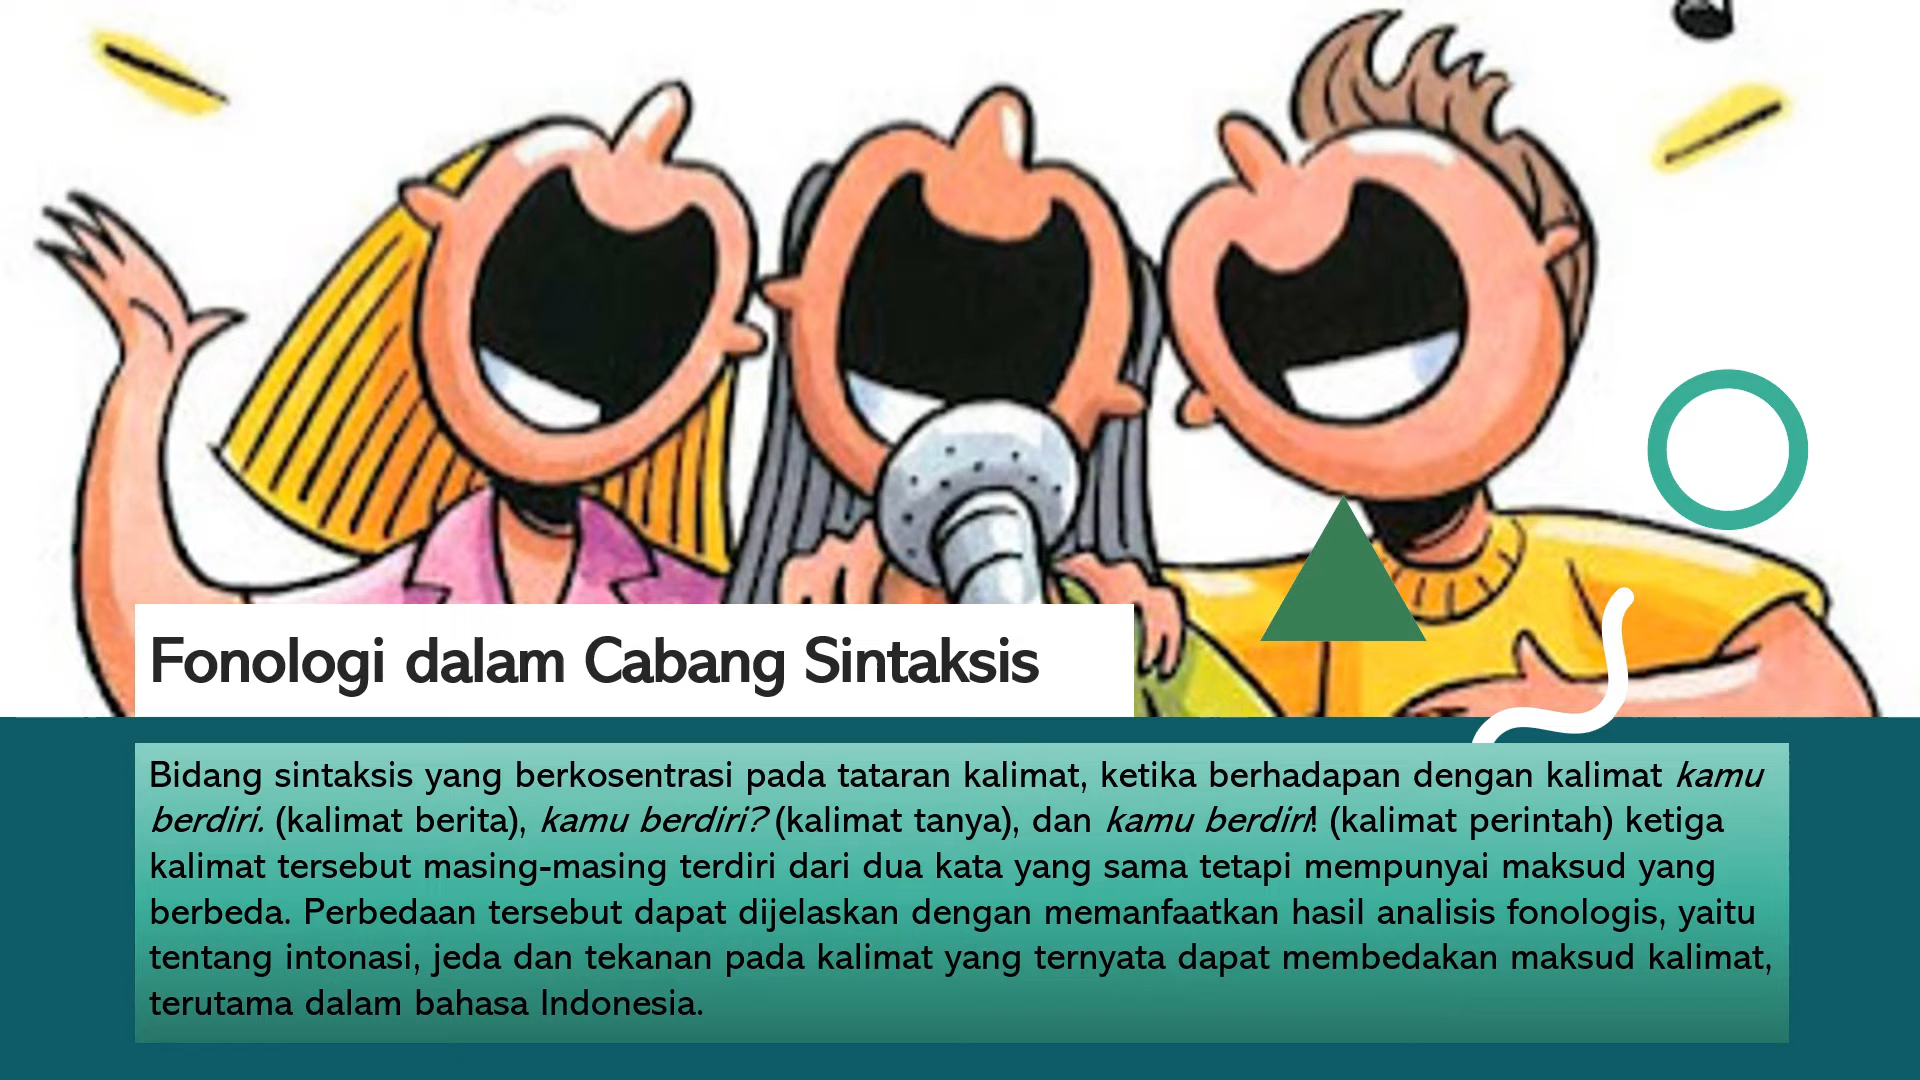 Fonologi dalam Cabang Sintaksis
Bidang sintaksis yang berkosentrasi pada tataran kalimat, ketika berhadapan dengan kalimat kamu
berdiri. (kalimat berita), kamu berdiri? (kalimat tanya), dan kamu berdiri! (kalimat perintah) ketiga
kalimat tersebut masing-masing terdiri dari dua kata yang sama tetapi mempunyai maksud yang
berbeda. Perbedaan tersebut dapat dijelaskan dengan memanfaatkan hasil analisis fonologis, yaitu
tentang intonasi, jeda dan tekanan pada kalimat yang ternyata dapat membedakan maksud kalimat,
terutama dalam bahasa Indonesia.